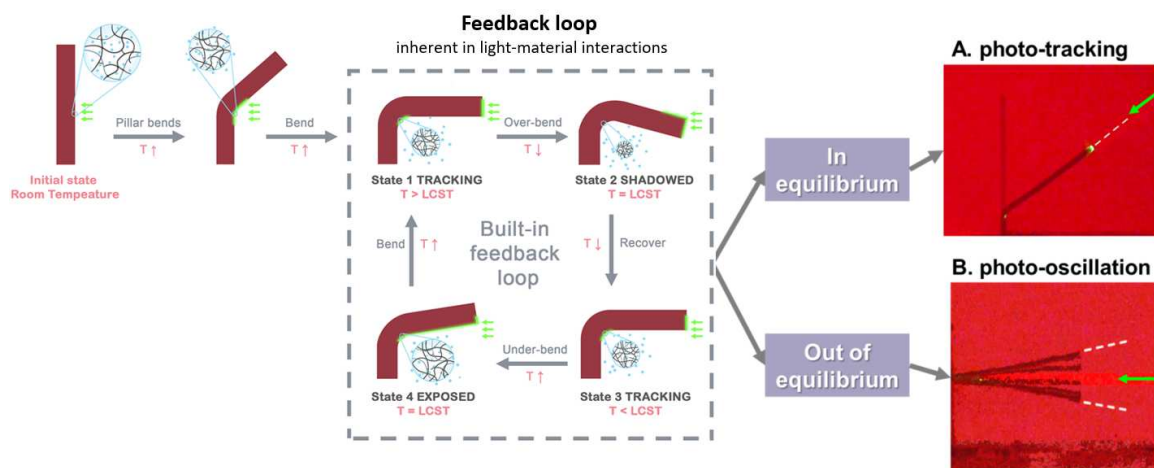 Feedback loop
inherent in light-material interactions
Pillar bends
T ↑
Bend
T ↑
Initial state
Room Tempeature
Over-bend
T ↓
State 1 TRACKING
T > LCST
State 2 SHADOWED
T = LCST
Bend
T ↑
Built-in
feedback
loop
T ↓
Recover
Under-bend
T ↑
State 4 EXPOSED
T = LCST
State 3 TRACKING
T < LCST
In
equilibrium
Out of
equilibrium
A. photo-tracking
B. photo-oscillation